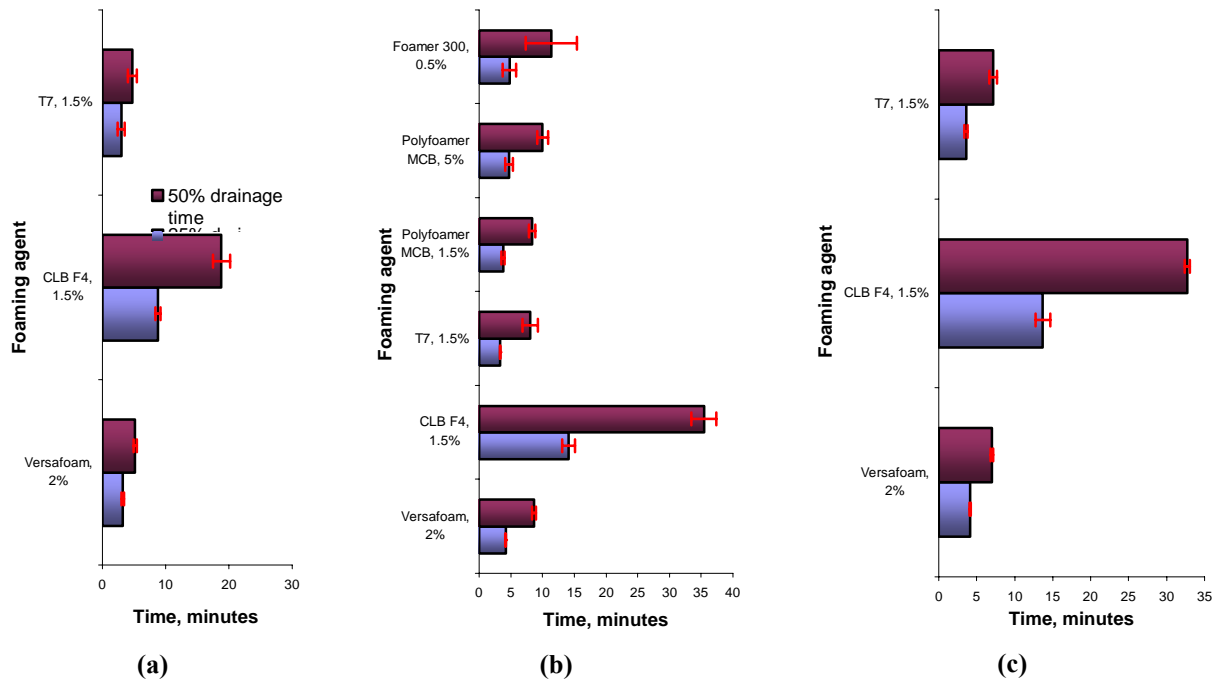 T7, 1.5%
50% drainage
time
CLB F4,
1.5%
Versafoam,
2%
Foaming agent
0 10 20 30
Time, minutes
(a)
Foamer 300,
0.5%
Polyfoamer
MCB, 5%
Polyfoamer
MCB, 1.5%
T7, 1.5%
CLB F4,
1.5%
Versafoam,
2%
Foaming agent
0 5 10 15 20 25 30 35 40
Time, minutes
(b)
T7, 1.5%
CLB F4, 1.5%
Versafoam,
2%
Foaming agent
0 5 10 15 20 25 30 35
Time, minutes
(c)